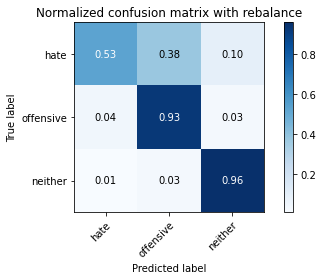 Normalized confusion matrix with rebalance
hate 0.53 0.38 0.10
offensive 0.04 0.93 0.03
neither 0.01 0.03 0.96
True label
hate offensive neither
Predicted label
0.8
0.6
0.4
0.2